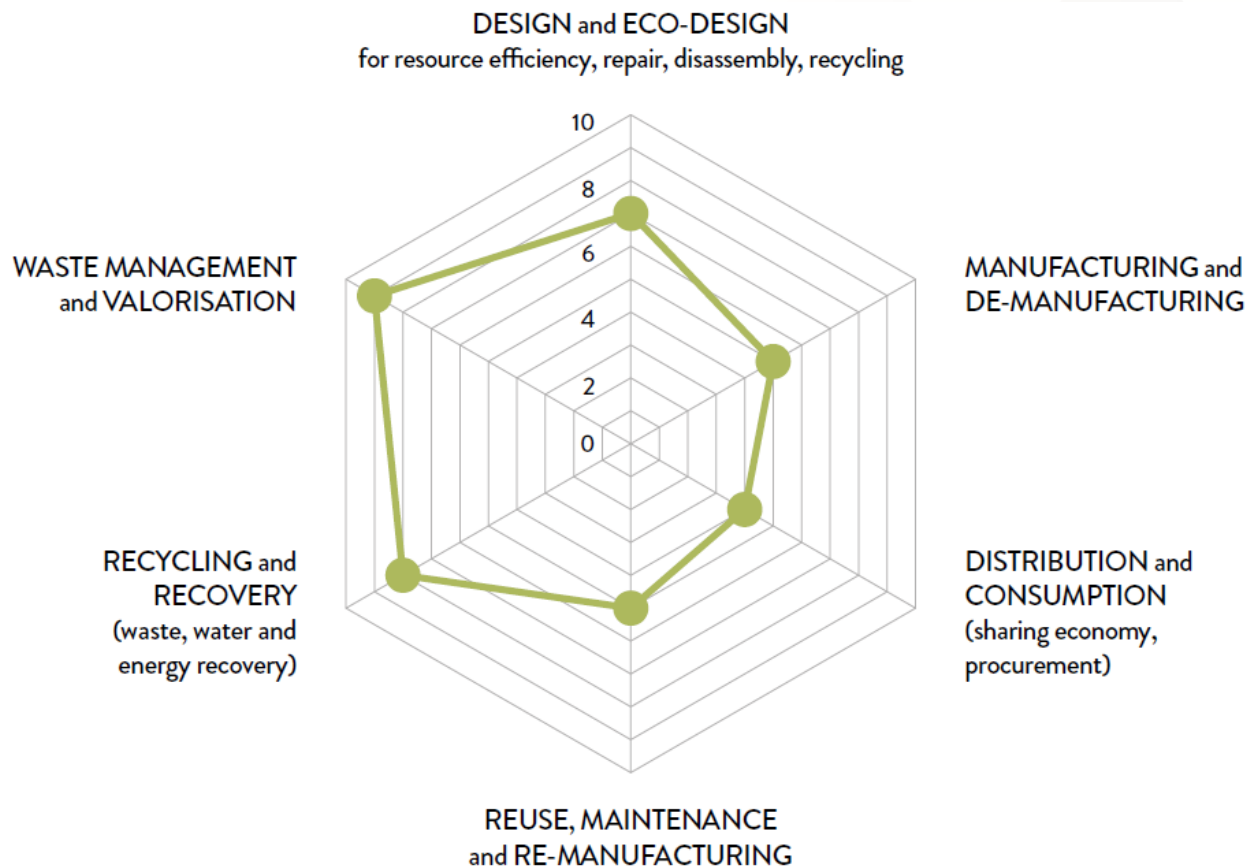 DESIGN and ECO-DESIGN
for resource efficiency, repair, disassembly, recycling
10
8
6
4
2
0
WASTE MANAGEMENT
and VALORISATION
MANUFACTURING and
DE-MANUFACTURING
RECYCLING and
RECOVERY
(waste, water and
energy recovery)
DISTRIBUTION and
CONSUMPTION
(sharing economy,
procurement)
REUSE, MAINTENANCE
and RE-MANUFACTURING